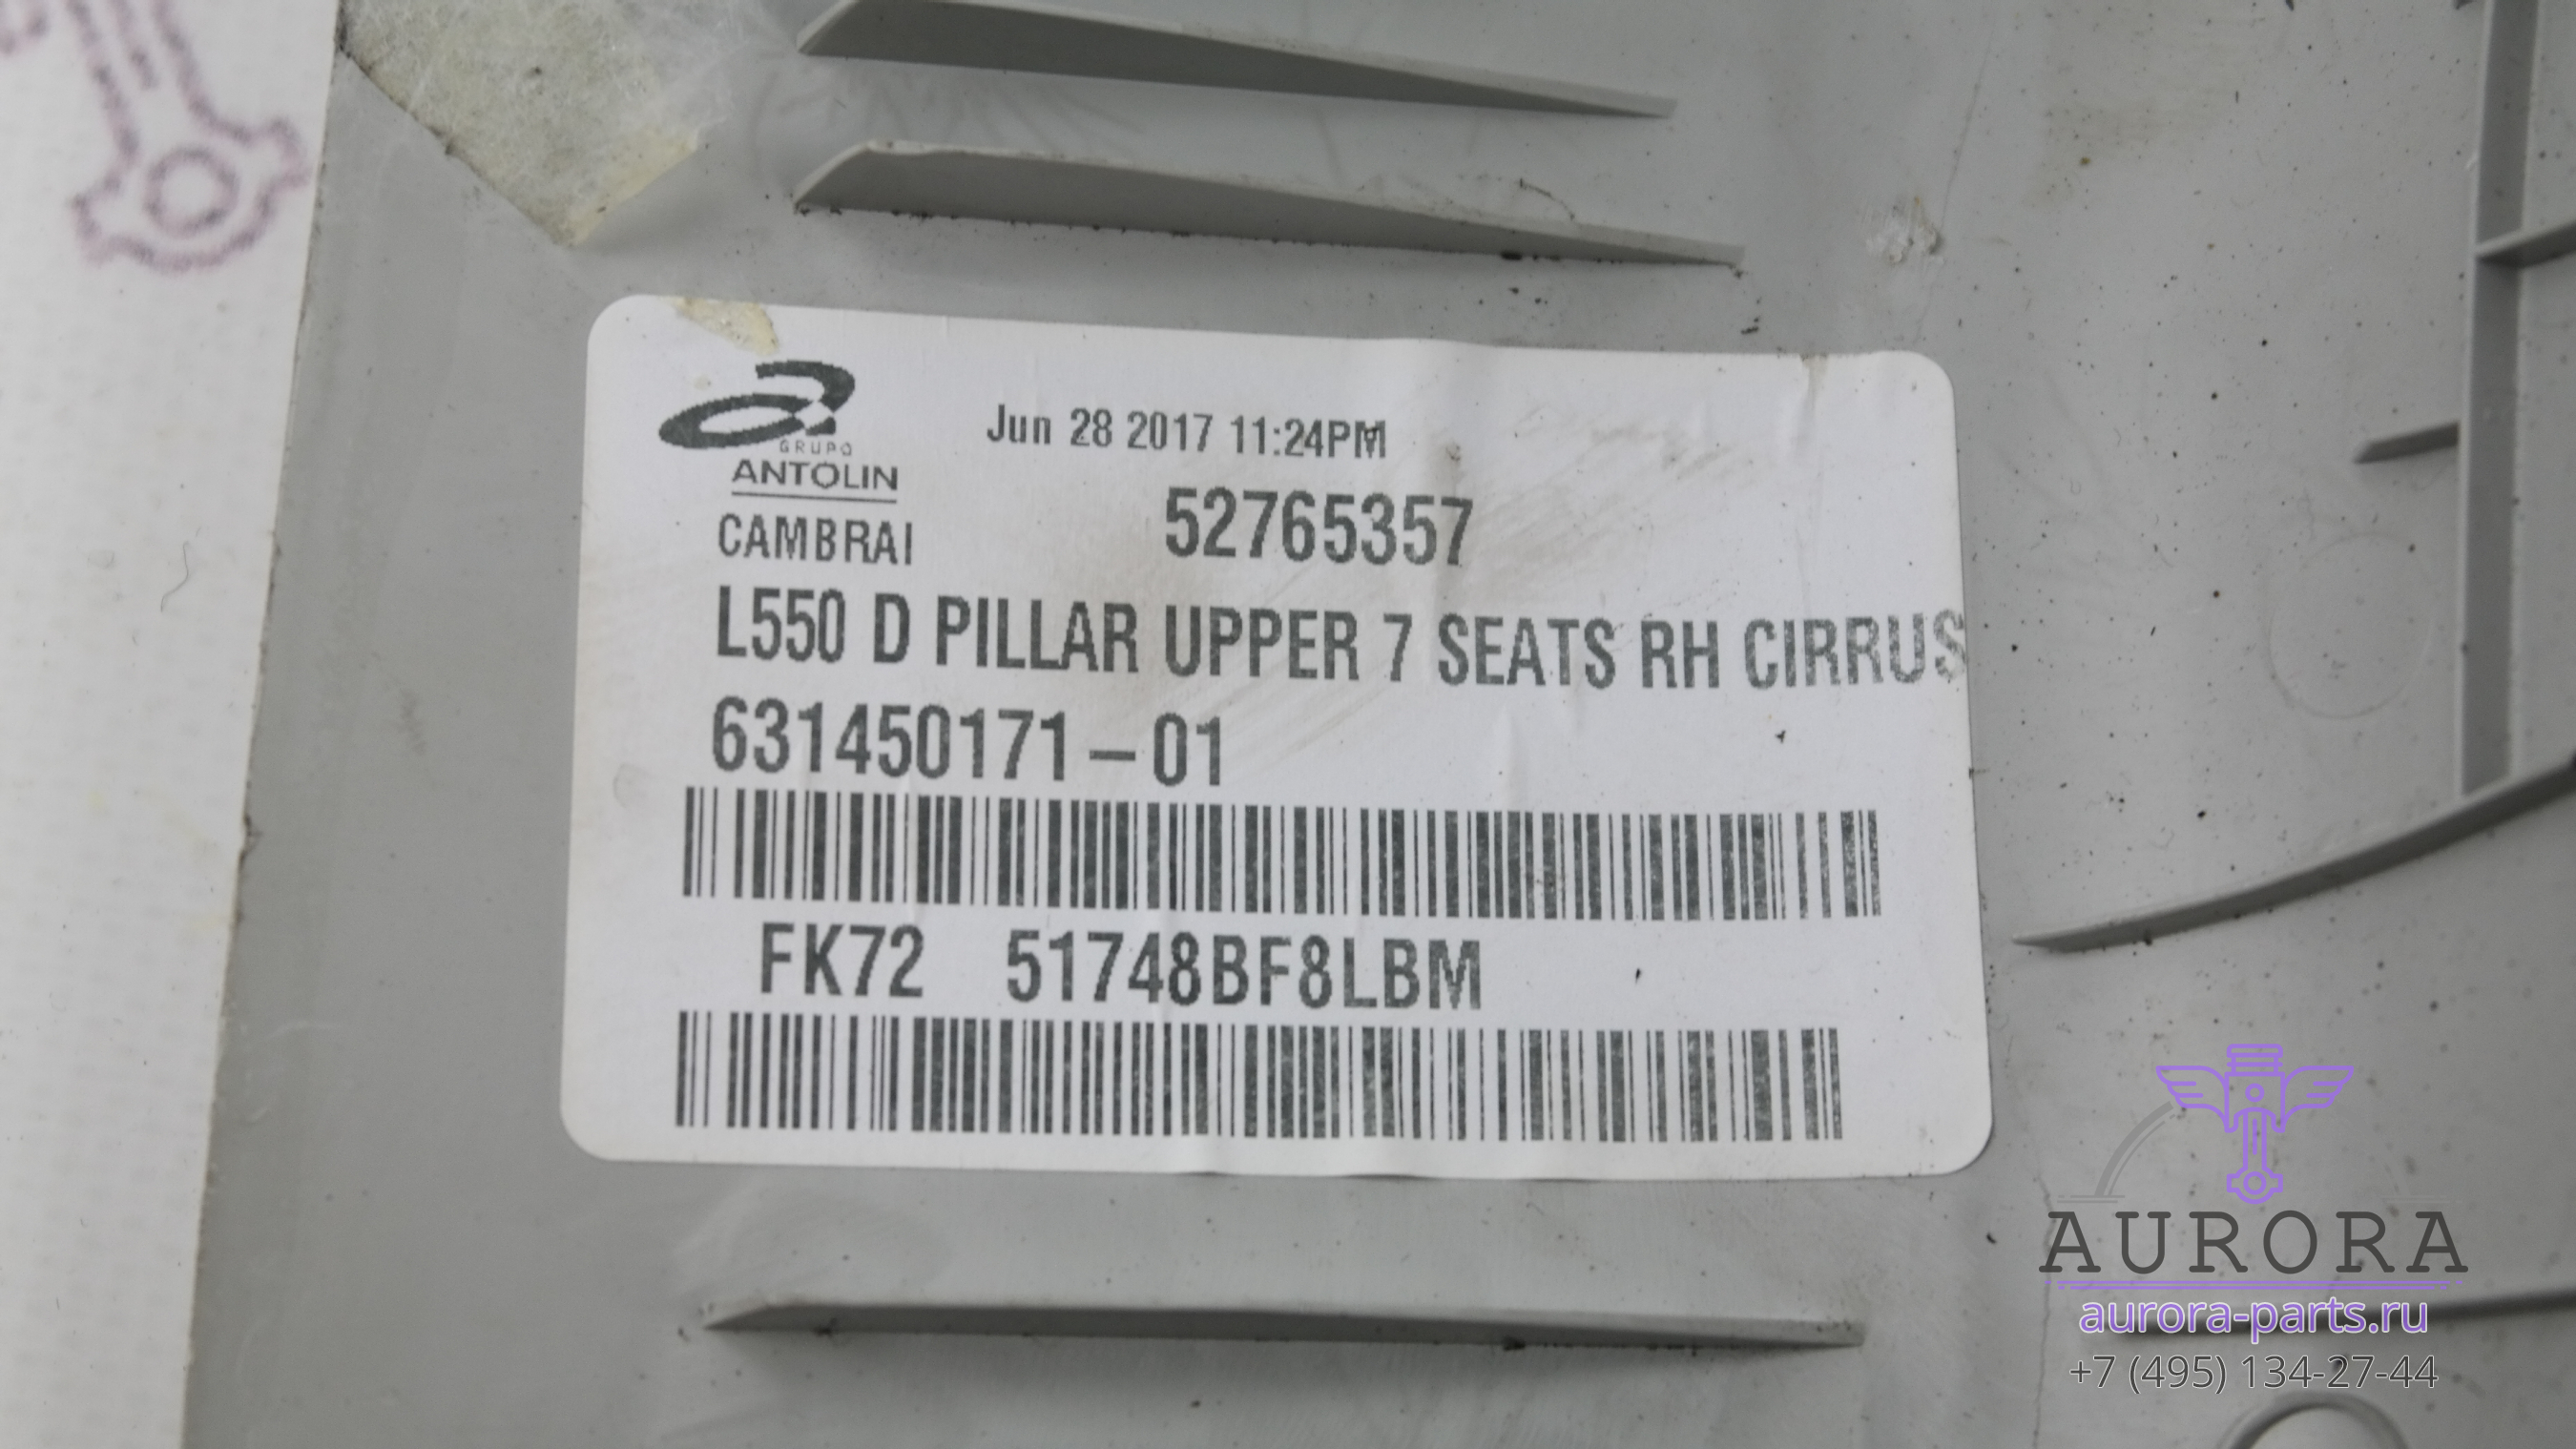 Jun 28 2017 11:24PM
GRUPO
ANTOLIN
CAMBRAI
52765357
L550 D PILLAR UPPER 7 SEATS RH CIRRUS
631450171-01
FK72 51748BF8LBM
AURORA
aurora-parts.ru
+7 (495) 134-27-44